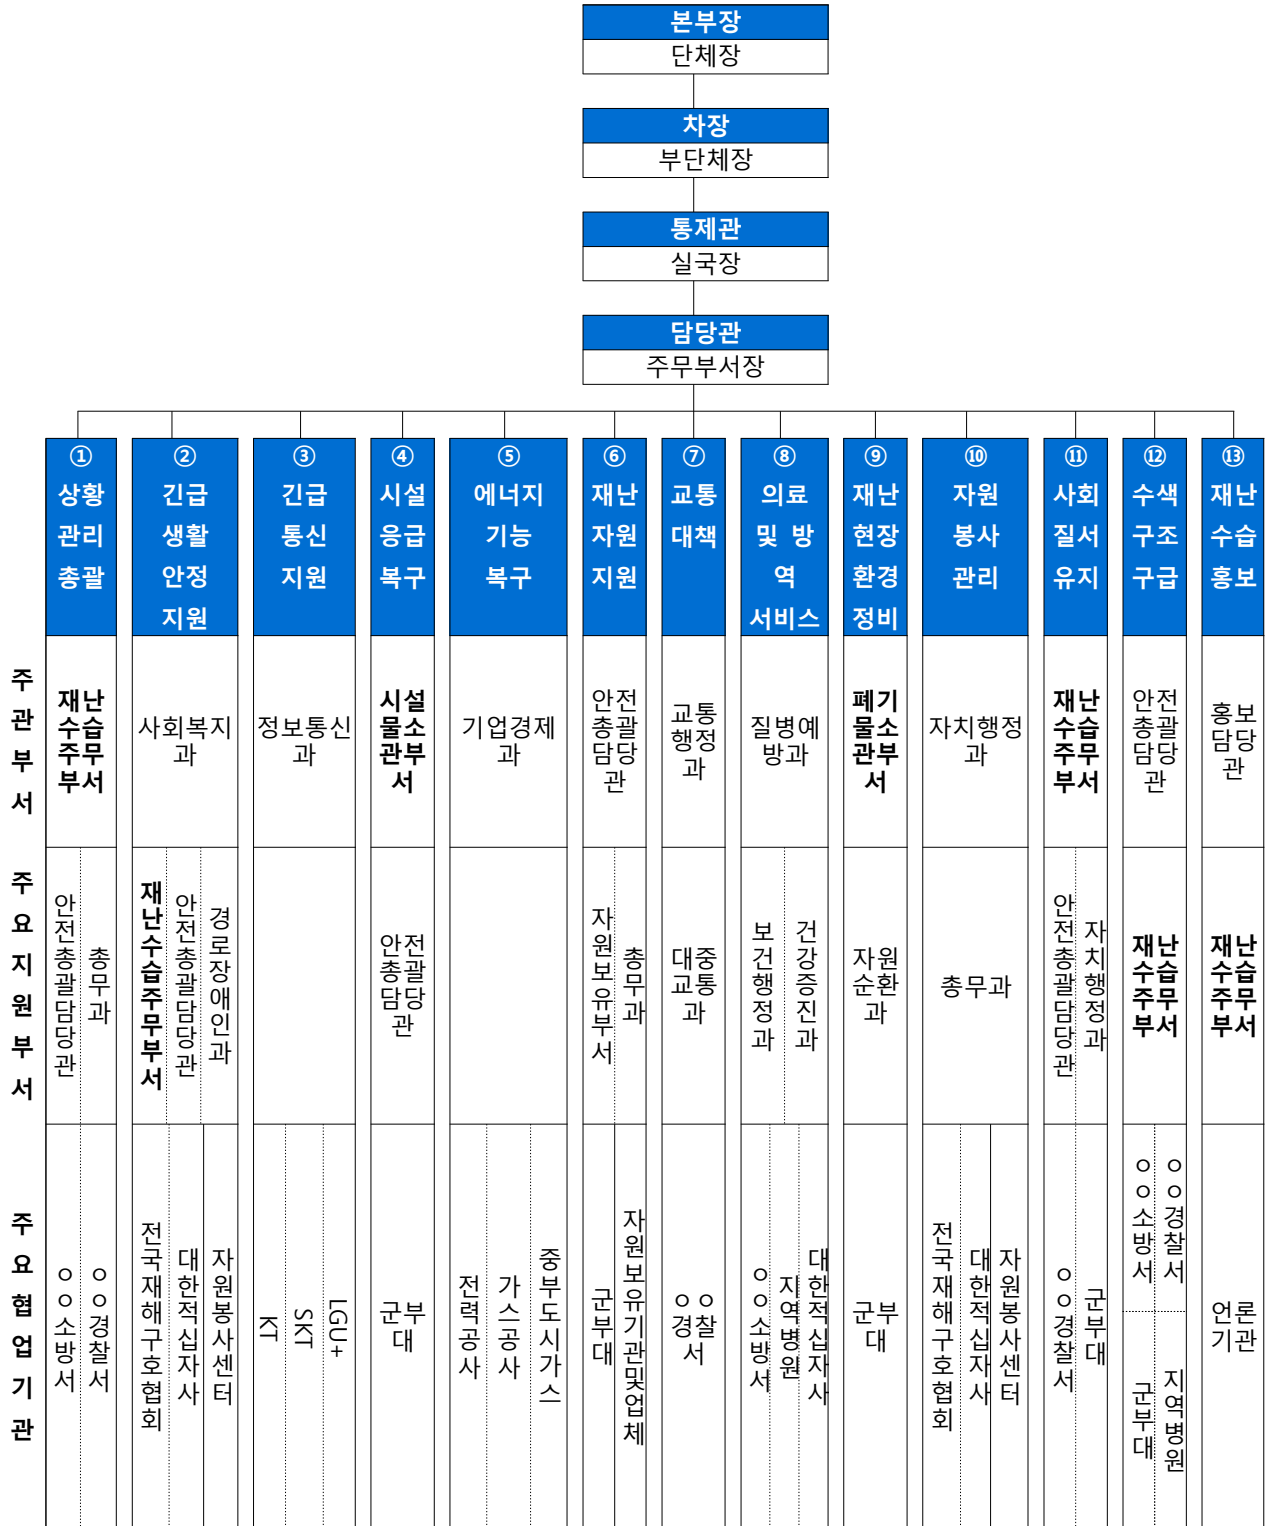 본부장
단체장
차장
부단체장
통제관
실국장
담당관
주무부서장
①
상황
관리
총괄
②
긴급
생활
안정
지원
③
긴급
통신
지원
④
시설
응급
복구
⑤
에너지
기능
복구
⑥
재난
자원
지원
⑦
교통
대책
⑧
의료
및 방
역
서비스
⑨
재난
현장
환경
정비
⑩
자원
봉사
관리
⑪
사회
질서
유지
⑫
수색
구조
구급
⑬
재난
수습
홍보
주관부서
재난
수습
주무
부서
사회복지
과
정보통신
과
시설
물소
관부
서
기업경제
과
안전
총괄
담당
관
교통
행정
과
질병예
방과
폐기
물소
관부
서
자치행정
과
재난
수습
주무
부서
안전
총괄
담당
관
홍보
담당
관
주요지원부서
안전총괄담당관
총무과
재난수습주무부서
안전총괄담당관
경로장애인과
안전
총괄
담당
관
자원보유부서
총무과
대중
교통
과
보건행정과
건강증진과
자원
순환
과
총무과
안전총괄담당관
자치행정과
재난
수습
주무
부서
재난
수습
주무
부서
주요협업기관
ㅇㅇ소방서
ㅇㅇ경찰서
전국재해구호협회
대한적십자사
자원봉사센터
KT
SKT
LGU+
군부
대
전력공사
가스공사
중부도시가스
군부대
자원보유기관및업체
ㅇㅇ
경찰
서
ㅇㅇ소방서
지역병원
대한적십자사
군부
대
전국재해구호협회
대한적십자사
자원봉사센터
ㅇㅇ경찰서
군부대
ㅇㅇ소방서
ㅇㅇ경찰서
군부대
지역병원
언론
기관